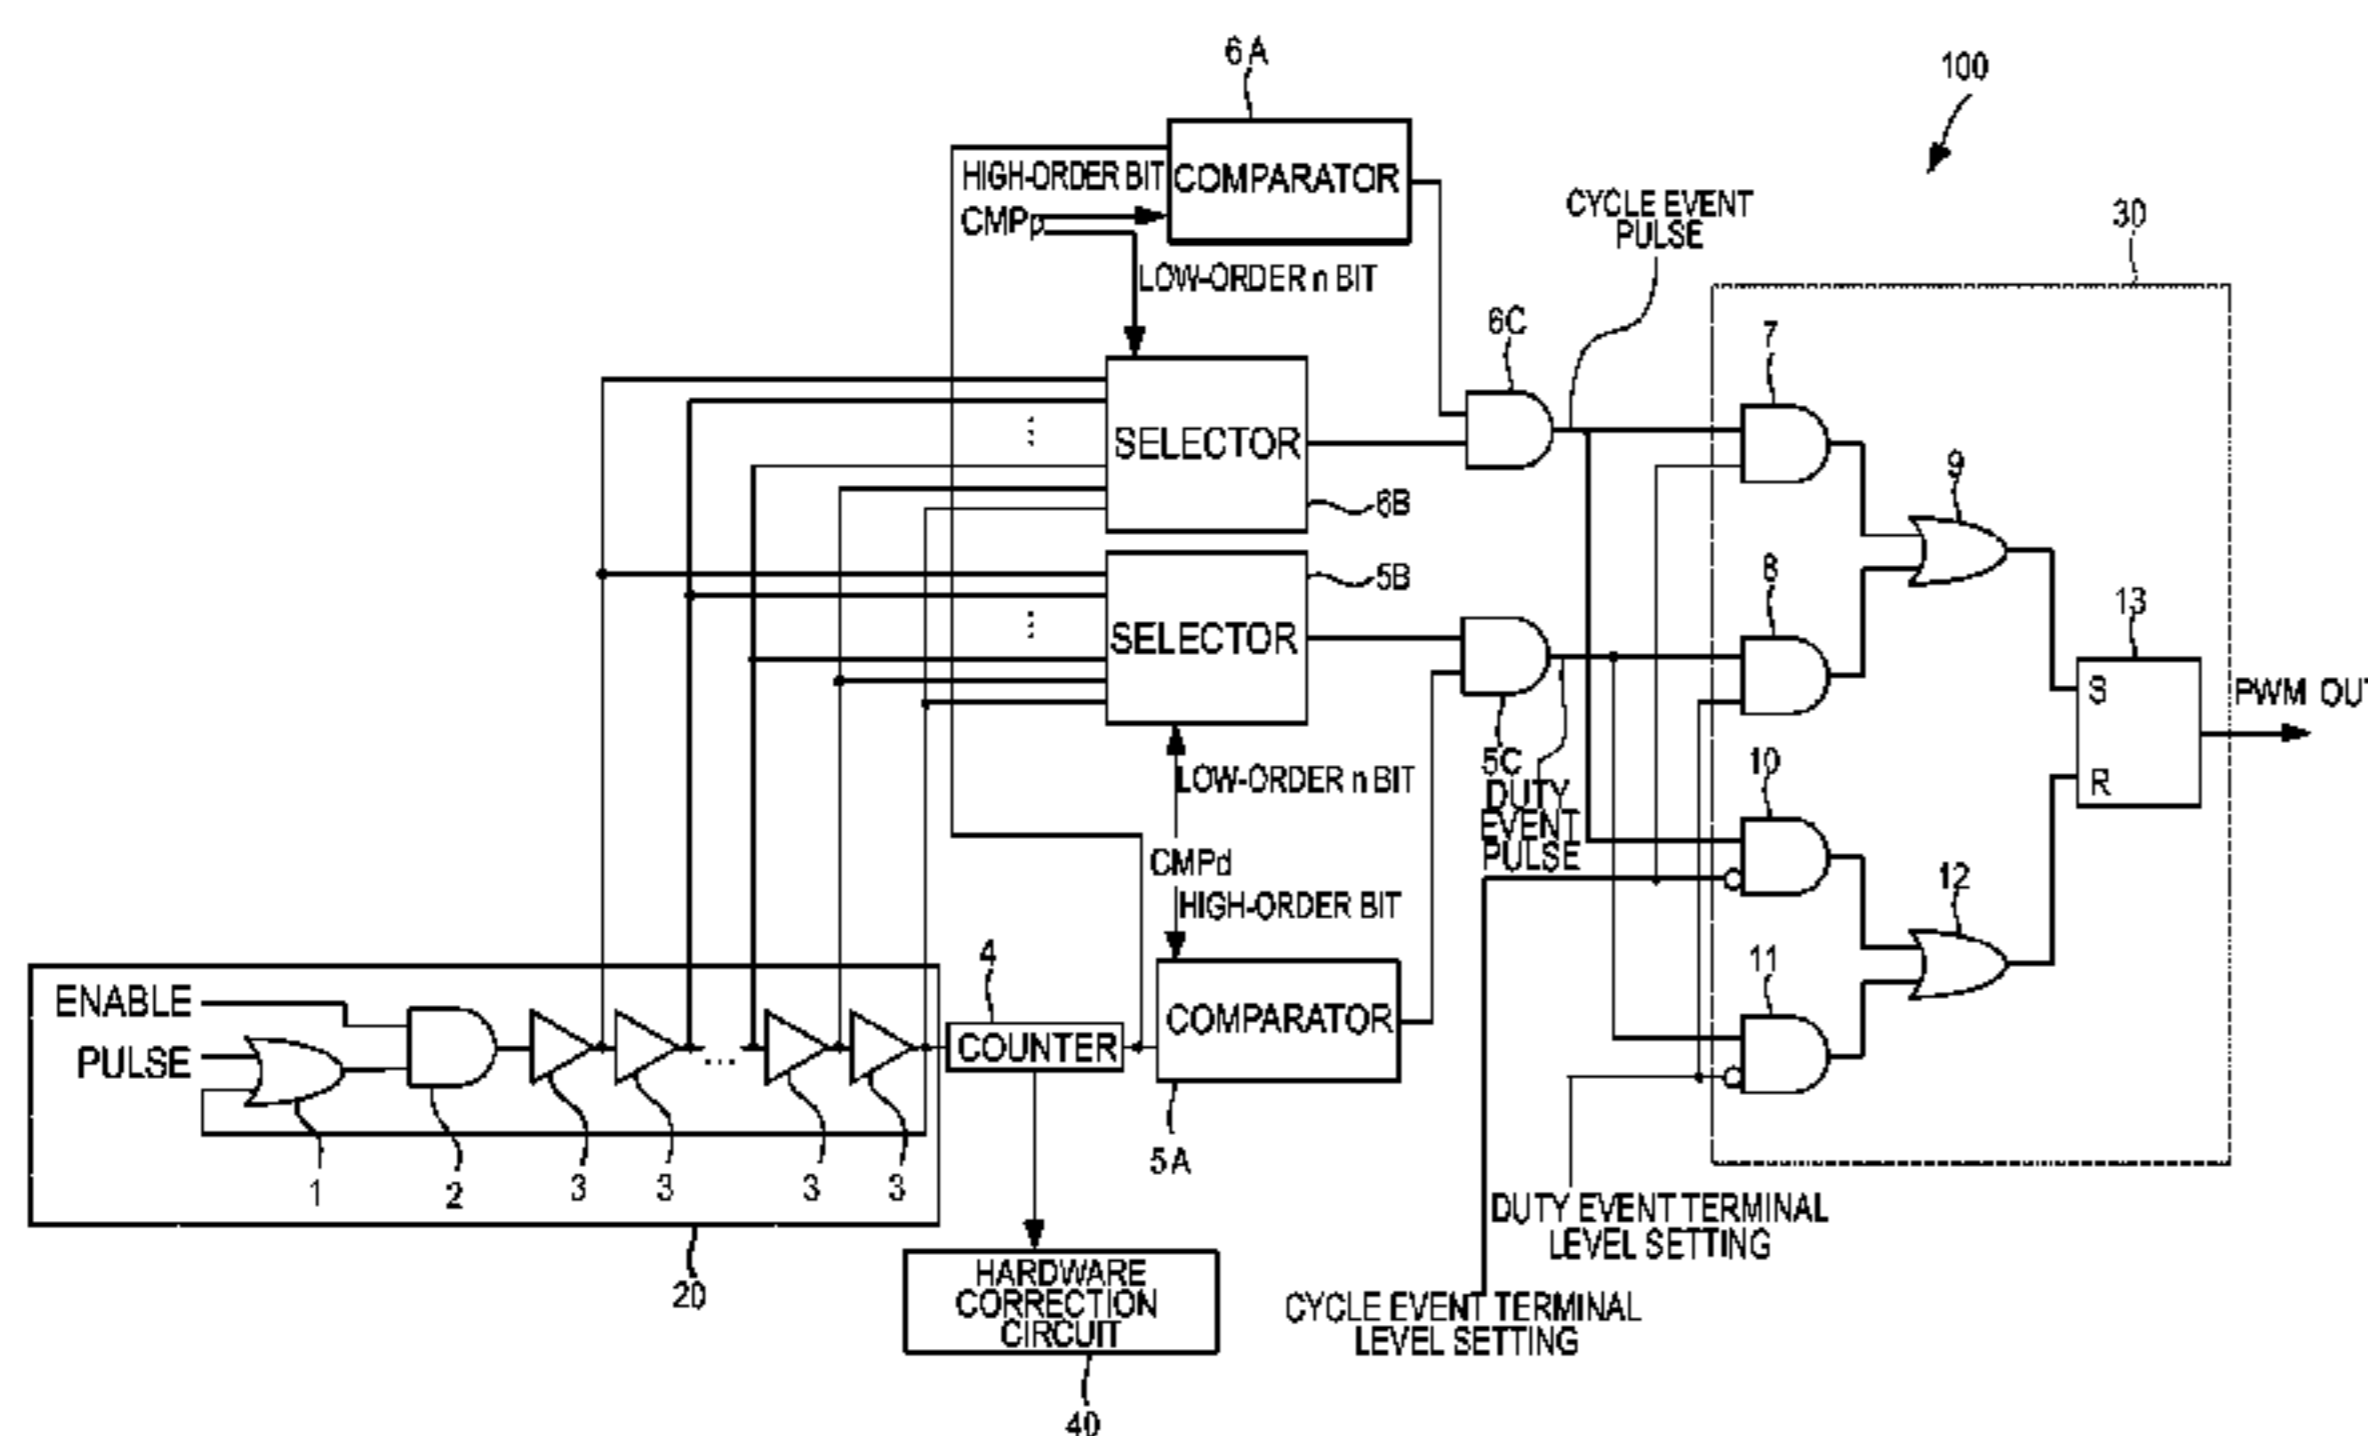 6A
100
HIGH-ORDER BIT
COMPARATOR
CMPp
CYCLE EVENT
PULSE
30
LOW-ORDER n BIT
6C
7
SELECTOR
9
6B
5B
8
13
SELECTOR
S
PWM OU
5C
10
LOW-ORDER n BIT
R
DUTY
EVENT
PULSE
CMPd
HIGH-ORDER BIT
12
4
11
ENABLE
COUNTER
COMPARATOR
PULSE
...
5A
1
2
3
3
3
3
DUTY EVENT TERMINAL
LEVEL SETTING
20
HARDWARE
CORRECTION
CIRCUIT
CYCLE EVENT TERMINAL
LEVEL SETTING
40